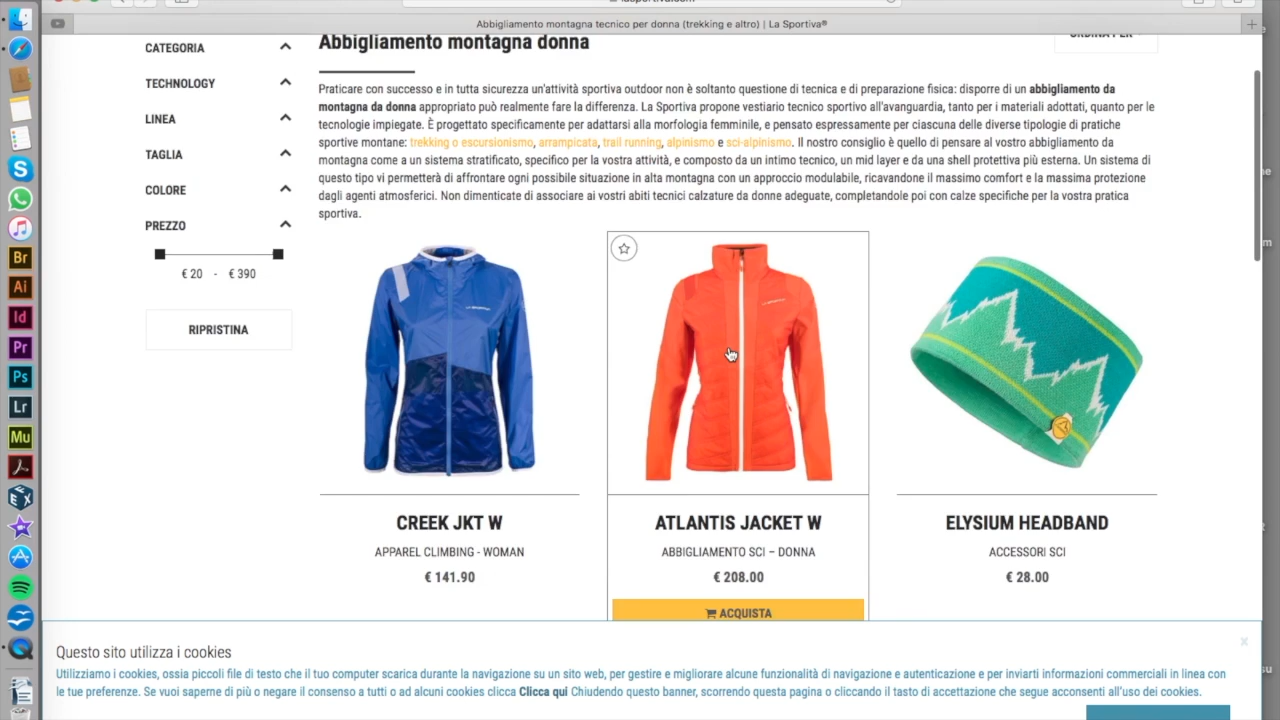 Abbigliamento montagna tecnico per donna (trekking e altro) | La Sportiva®
CATEGORIA
TECHNOLOGY
LINEA
TAGLIA
COLORE
PREZZO
€ 20 - € 390
RIPRISTINA
Abbigliamento montagna donna
ORDINA PER
Praticare con successo e in tutta sicurezza un'attività sportiva outdoor non è soltanto questione di tecnica e di preparazione fisica: disporre di un abbigliamento da
montagna da donna appropriato può realmente fare la differenza. La Sportiva propone vestiario tecnico sportivo all'avanguardia, tanto per i materiali adottati, quanto per le
tecnologie impiegate. È progettato specificamente per adattarsi alla morfologia femminile, e pensato espressamente per ciascuna delle diverse tipologie di pratiche
sportive montane: trekking o escursionismo, arrampicata, trail running, alpinismo e sci-alpinismo. Il nostro consiglio è quello di pensare al vostro abbigliamento da
montagna come a un sistema stratificato, specifico per la vostra attività, e composto da un intimo tecnico, un mid layer e da una shell protettiva più esterna. Un sistema di
questo tipo vi permetterà di affrontare ogni possibile situazione in alta montagna con un approccio modulabile, ricavandone il massimo comfort e la massima protezione
dagli agenti atmosferici. Non dimenticate di associare ai vostri abiti tecnici calzature da donne adeguate, completandole poi con calze specifiche per la vostra pratica
sportiva.
CREEK JKT W
APPAREL CLIMBING - WOMAN
€ 141.90
ATLANTIS JACKET W
ABBIGLIAMENTO SCI – DONNA
€ 208.00
ACQUISTA
ELYSIUM HEADBAND
ACCESSORI SCI
€ 28.00
Questo sito utilizza i cookies
×
Utilizziamo i cookies, ossia piccoli file di testo che il tuo computer scarica durante la navigazione su un sito web, per gestire e migliorare alcune funzionalità di navigazione e autenticazione e per inviarti informazioni commerciali in linea con
le tue preferenze. Se vuoi saperne di più o negare il consenso a tutti o ad alcuni cookies clicca Clicca qui Chiudendo questo banner, scorrendo questa pagina o cliccando il tasto di accettazione che segue acconsenti all'uso dei cookies.
Br
Ai
Id
Pr
Ps
Lr
Mu